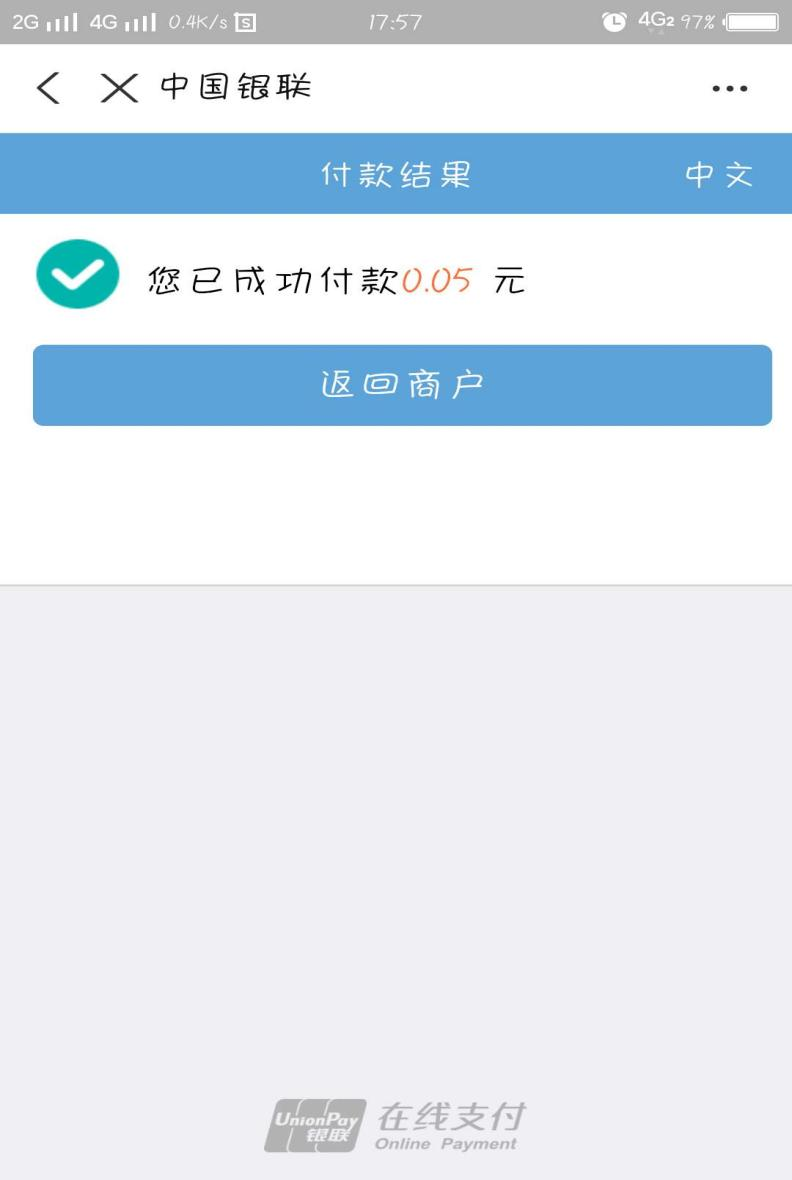 2G 4G 0.4K/s S 17:57 4G2 97%
中国银联
付款结果 中文
您已成功付款0.05 元
返回商户
UnionPay 银联 在线支付
Online Payment